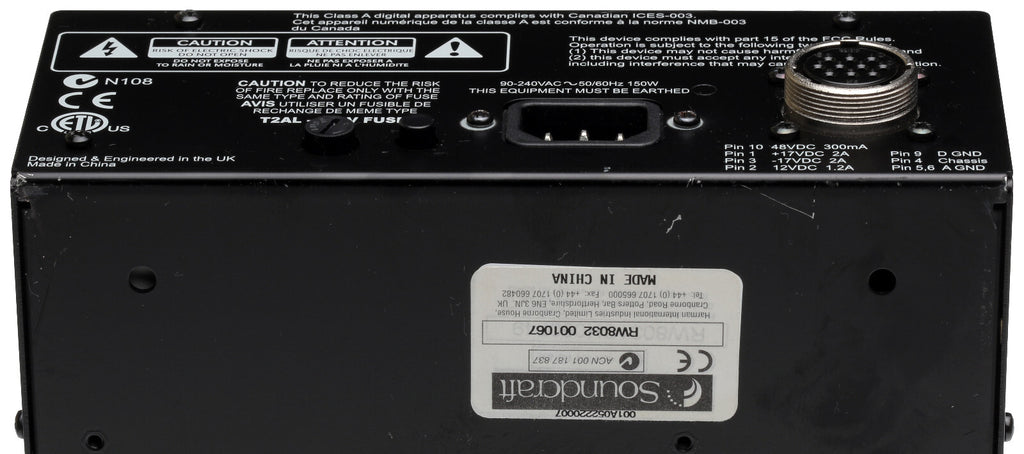 This Class A digital apparatus complies with Canadian ICES-003.
Cet appareil numérique de la classe A est conforme à la norme NMB-003
du Canada
CAUTION
RISK OF ELECTRIC SHOCK
DO NOT OPEN
DO NOT EXPOSE
TO RAIN OR MOISTURE
ATTENTION
RISQUE DE CHOC ELECTRIQUE
NE PAS ENLEVER
NE PAS EXPOSER A
LA PLUIE NI A L'HUMIDITE
This device complies with part 15 of the FCC Rules.
Operation is subject to the following
(1) This device may not cause and
(2) this device must accept any
including interference that may operation.
N108
CE
C ETL US
CAUTION TO REDUCE THE RISK
OF FIRE REPLACE ONLY WITH THE
SAME TYPE AND RATING OF FUSE
AVIS UTILISER UN FUSIBLE DE
RECHANGE DE MEME TYPE
T2AL
90-240VAC ~ 50/60Hz 150W
THIS EQUIPMENT MUST BE EARTHED
Designed & Engineered in the UK
Made in China
Pin 10 48VDC 300mA
Pin 1 +17VDC 2A Pin 9 D GND
Pin 3 -17VDC 2A Pin 4 Chassis
Pin 2 12VDC 1.2A Pin 5,6 A GND
001A052220007
Soundcraft
CE ACN 001 187 837
RW8032 001067
Harman International Industries Limited, Cranborne House,
Cranborne Road, Potters Bar, Hertfordshire, EN6 3JN. UK
Tel: +44 (0) 1707 665000 Fax: +44 (0) 1707 660482
MADE IN CHINA